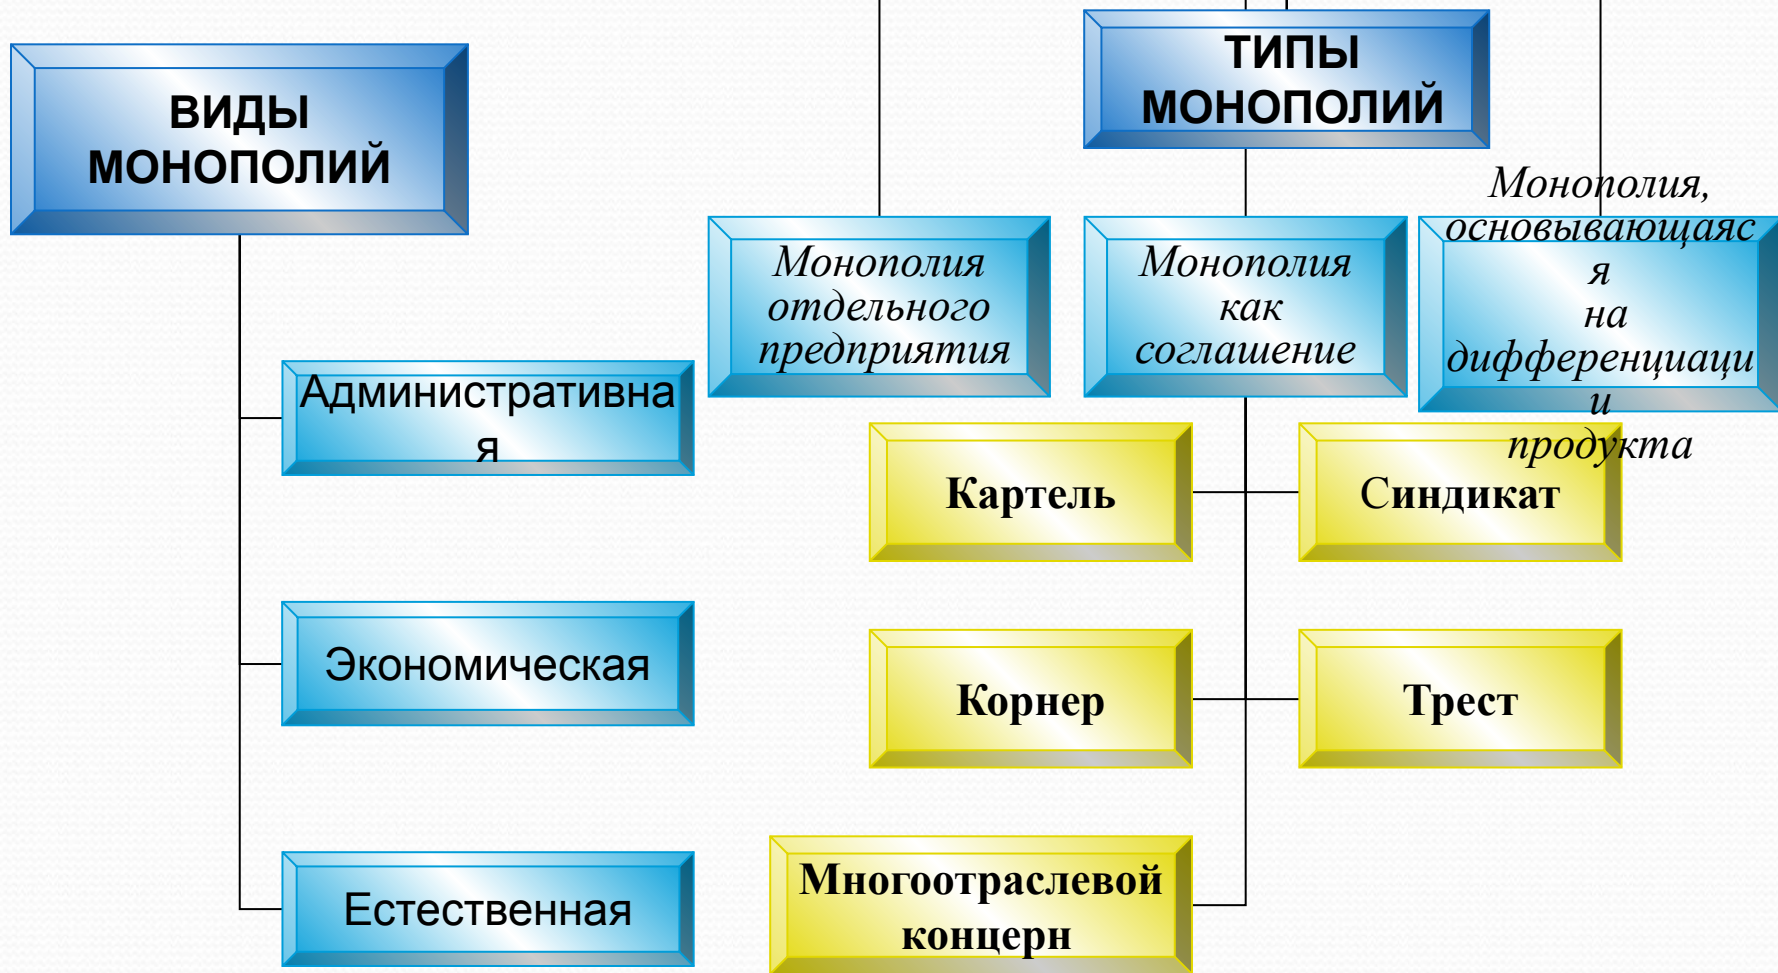 ВИДЫ
МОНОПОЛИЙ
Административна
я
Экономическая
Естественная
ТИПЫ
МОНОПОЛИЙ
Монополия
отдельного
предприятия
Монополия
как
соглашение
Монополия,
основывающаяс
я
на
дифференциаци
и
продукта
Картель
Синдикат
Корнер
Трест
Многоотраслевой
концерн